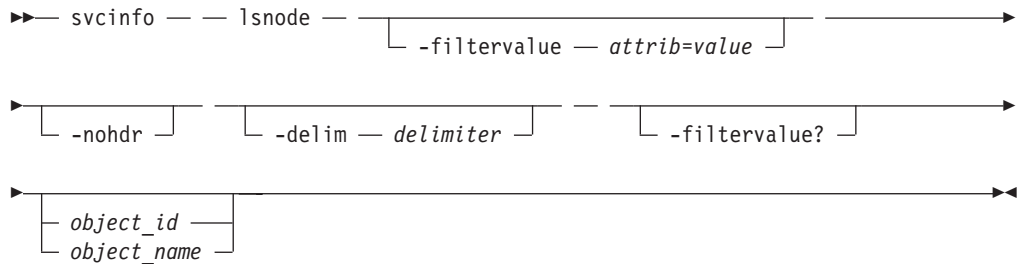 svcinfo lsnode
-filtervalue attrib=value
-nohdr -delim delimiter -filtervalue?
object_id
object_name